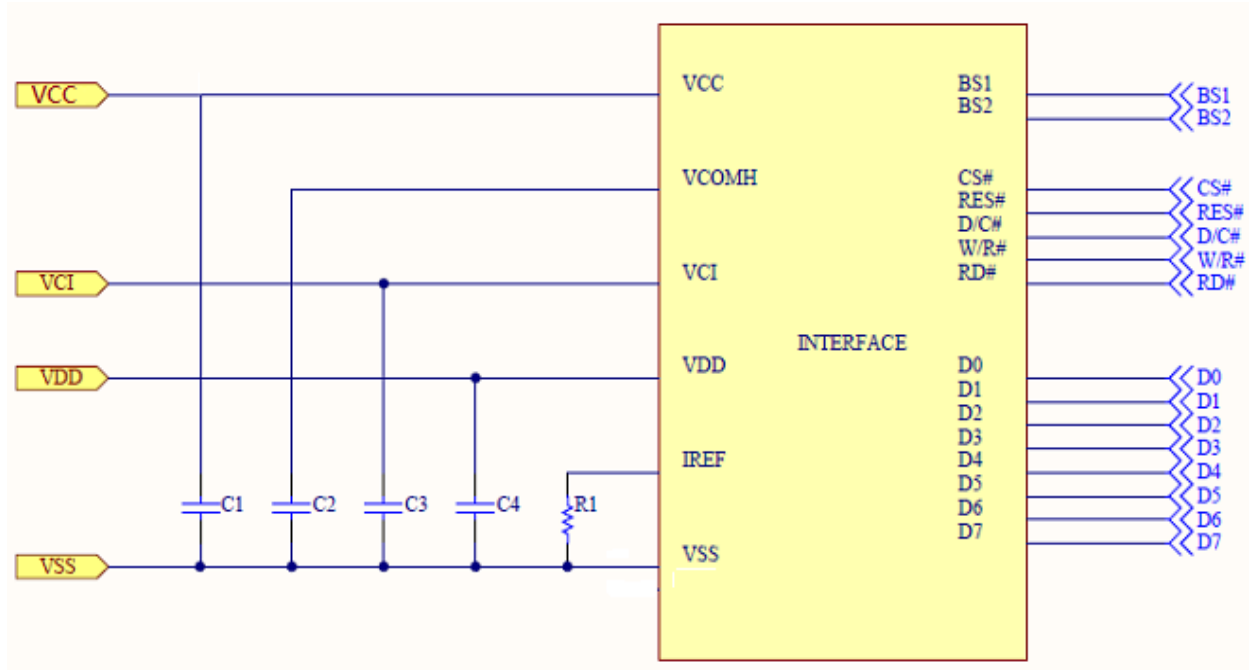 VCC
VCI
VDD
VSS
C1
C2
C3
C4
R1
VCC
VCOMH
VCI
VDD
IREF
VSS
INTERFACE
BS1
BS2
CS#
RES#
D/C#
W/R#
RD#
D0
D1
D2
D3
D4
D5
D6
D7
BS1
BS2
CS#
RES#
D/C#
W/R#
RD#
D0
D1
D2
D3
D4
D5
D6
D7